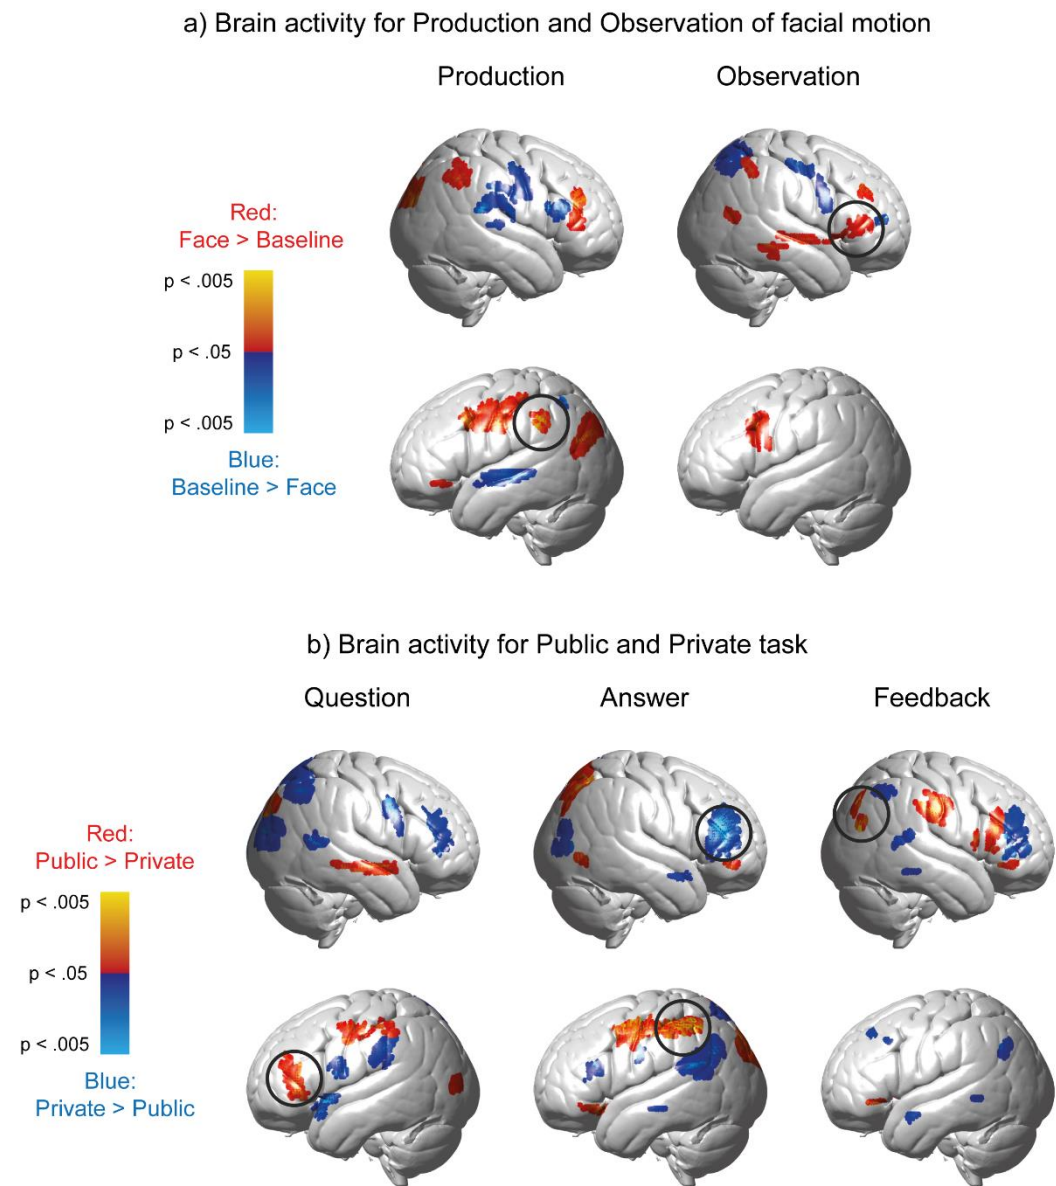 a) Brain activity for Production and Observation of facial motion
Production
Observation
Red:
Face > Baseline
p < .005
p < .05
p < .005
Blue:
Baseline > Face
b) Brain activity for Public and Private task
Question
Answer
Feedback
Red:
Public > Private
p < .005
p < .05
p < .005
Blue:
Private > Public